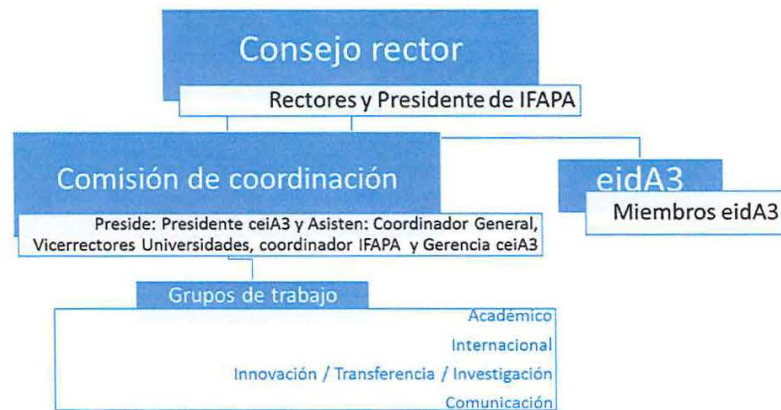 Consejo rector
Rectores y Presidente de IFAPA
Comisión de coordinación
Preside: Presidente ceiA3 y Asisten: Coordinador General,
Vicerrectores Universidades, coordinador IFAPA y Gerencia ceiA3
eidA3
Miembros eidA3
Grupos de trabajo
Académico
Internacional
Innovación / Transferencia / Investigación
Comunicación